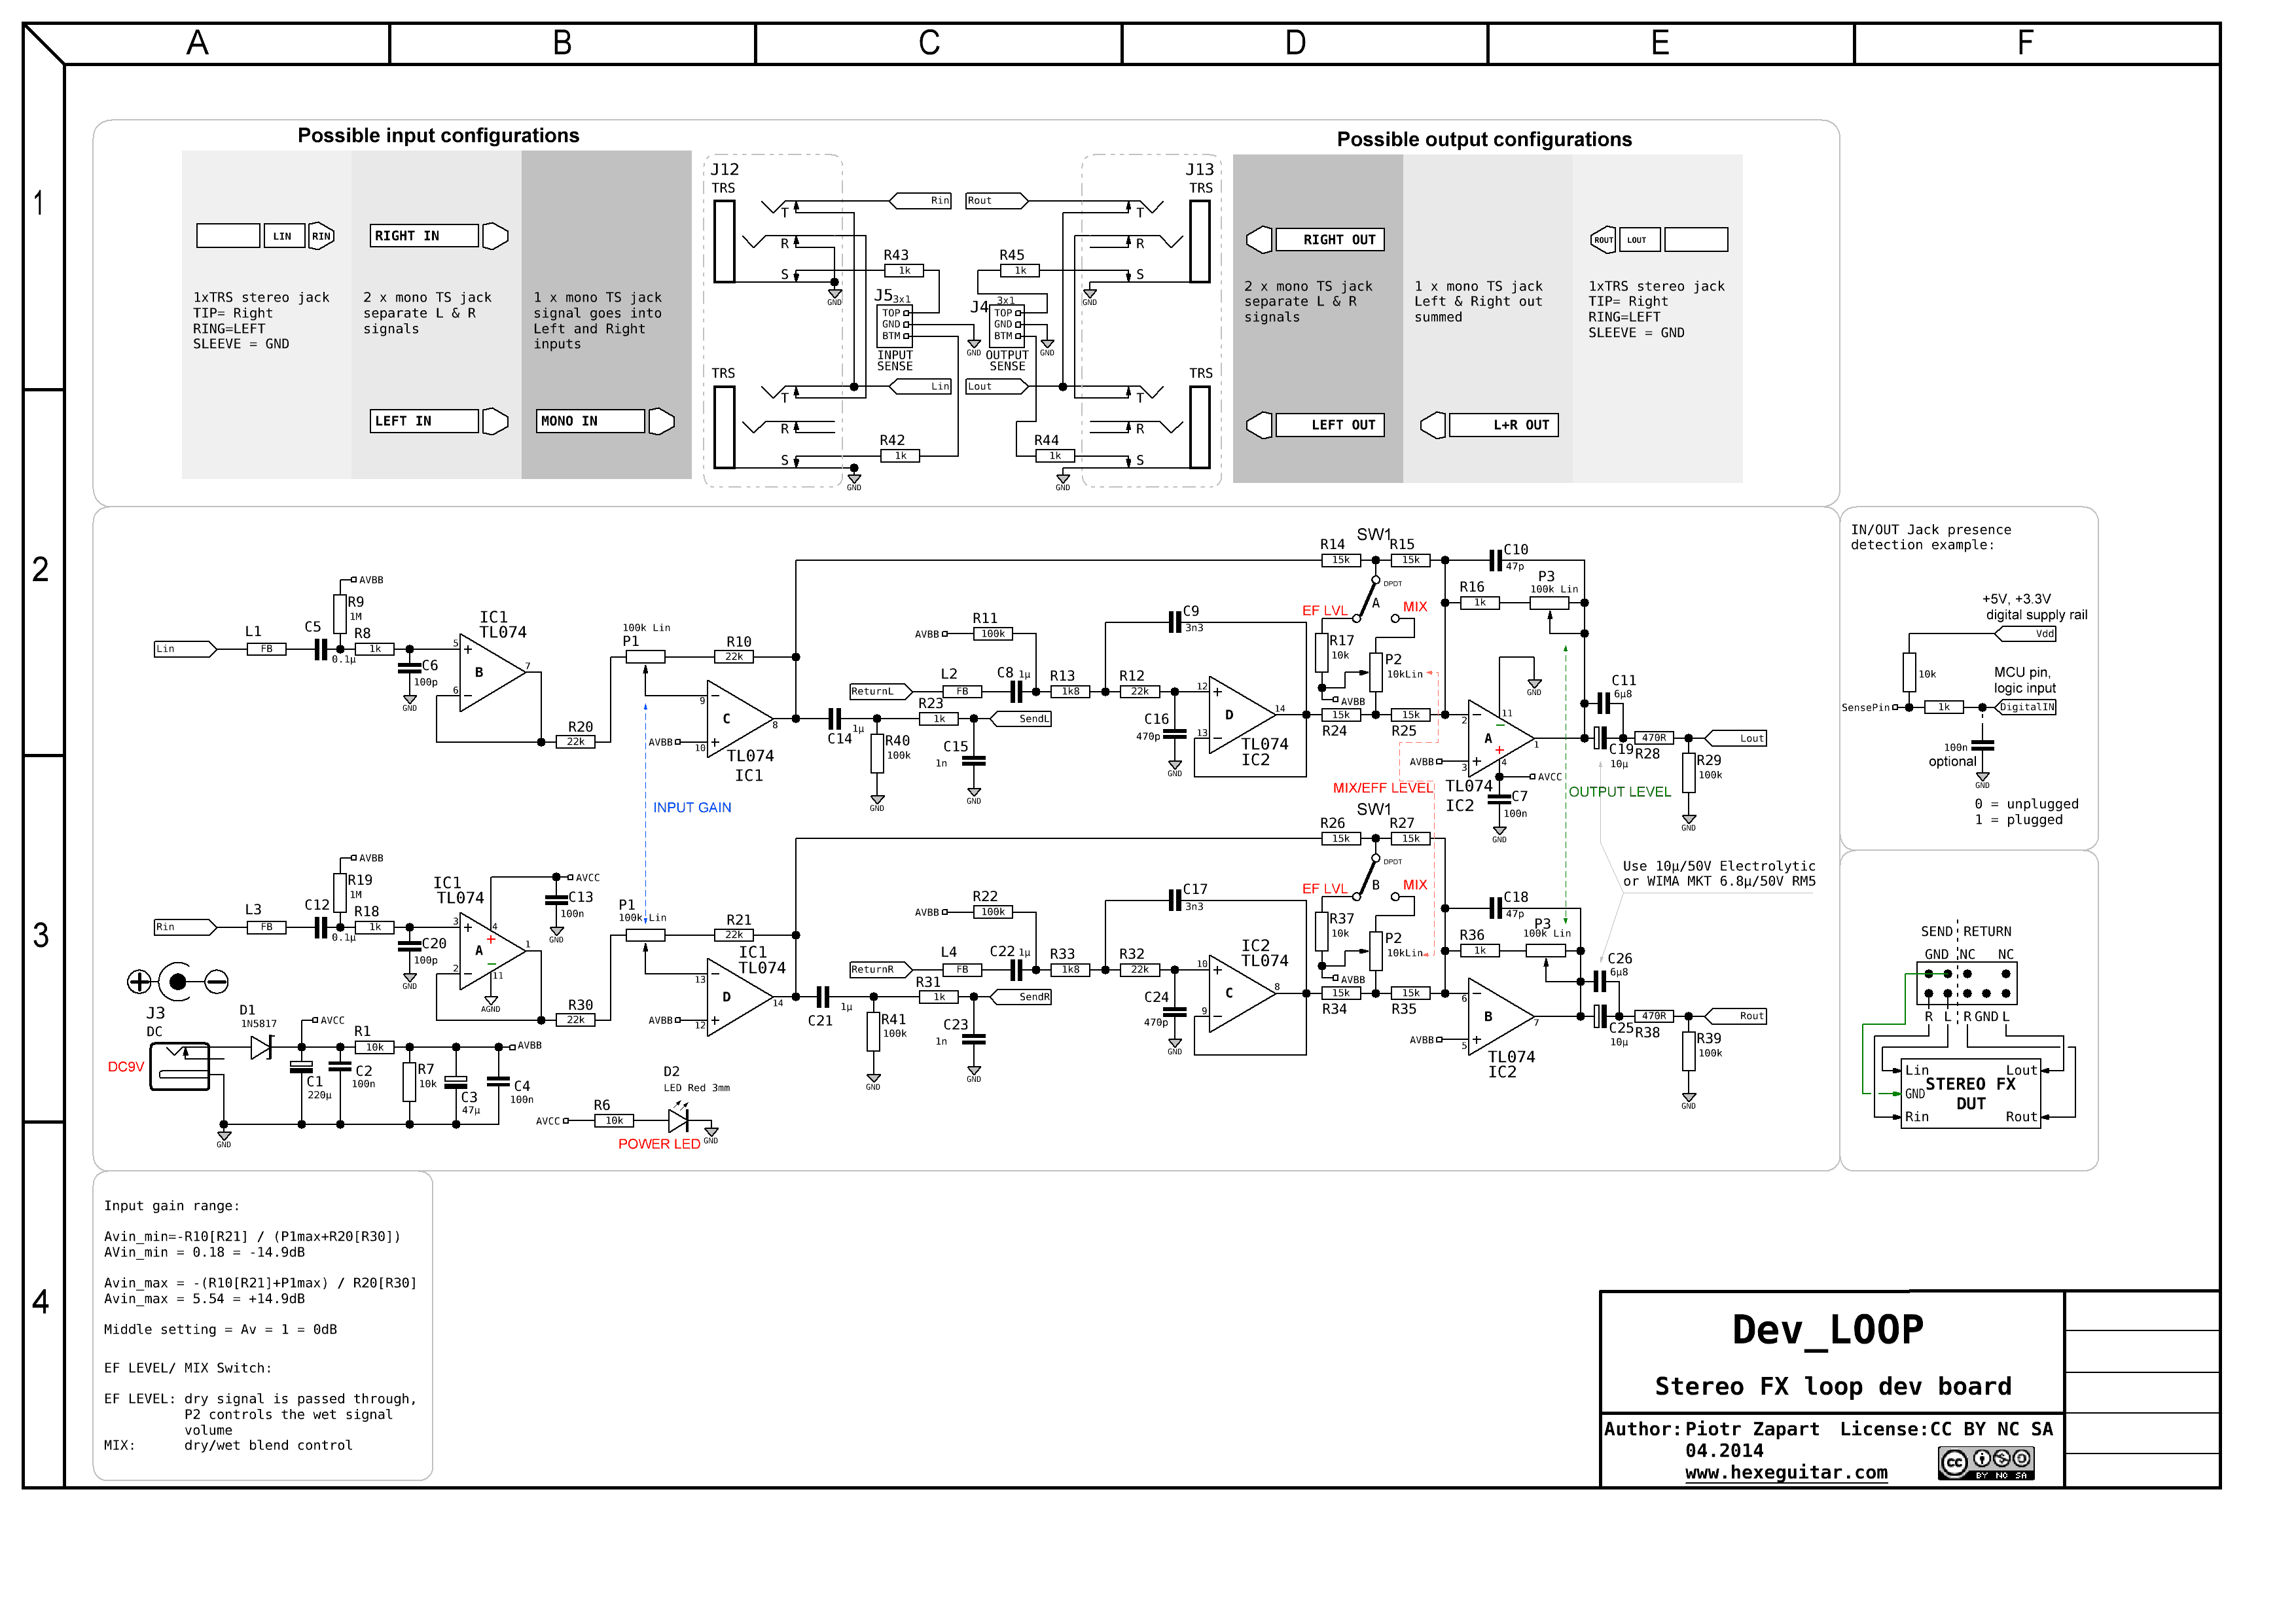 A B C D E F
1
2
3
4
Possible input configurations
LIN RIN
RIGHT IN
1xTRS stereo jack
TIP= Right
RING=LEFT
SLEEVE = GND
2 x mono TS jack
separate L & R
signals
1 x mono TS jack
signal goes into
Left and Right
inputs
LEFT IN
MONO IN
J12
TRS
T
R
S
GND
Rin
R43
1k
J5 3x1
TOP
GND
BTM
INPUT
SENSE
GND
TRS
T
R
S
GND
Lin
R42
1k
Rout
R45
1k
J4 3x1
TOP
GND
BTM
OUTPUT
SENSE
GND
Lout
R44
1k
J13
TRS
T
R
S
GND
TRS
T
R
S
GND
Possible output configurations
RIGHT OUT
ROUT LOUT
2 x mono TS jack
separate L & R
signals
1 x mono TS jack
Left & Right out
summed
1xTRS stereo jack
TIP= Right
RING=LEFT
SLEEVE = GND
LEFT OUT
L+R OUT
Lin
L1
FB
C5
0.1µ
AVBB
R9
1M
R8
1k
C6
100p
GND
IC1
TL074
5
6
B
7
R20
22k
100k Lin
P1
R10
22k
9
10
C
8
AVBB
TL074
IC1
INPUT GAIN
C14 1µ
R40
100k
GND
R23
1k
C15
1n
GND
SendL
ReturnL
L2
FB
C8 1µ
AVBB
R11
100k
R13
1k8
R12
22k
C9
3n3
C16
470p
GND
12
13
D
14
TL074
IC2
R14
15k
SW1
R15
15k
DPDT
A
EF LVL
MIX
R17
10k
P2
10kLin
AVBB
R24
15k
R25
15k
MIX/EFF LEVEL
C10
47p
R16
1k
P3
100k Lin
GND
2
3
A
11
4
1
AVBB
AVCC
TL074
IC2
C7
100n
GND
OUTPUT LEVEL
C11
6µ8
C19
10µ
470R
R28
Lout
R29
100k
GND
Use 10µ/50V Electrolytic
or WIMA MKT 6.8µ/50V RM5
Rin
L3
FB
C12
0.1µ
AVBB
R19
1M
R18
1k
C20
100p
GND
IC1
TL074
3
2
A
4
11
1
AGND
AVCC
C13
100n
GND
R30
22k
P1
100k Lin
R21
22k
IC1
TL074
13
12
D
14
AVBB
C21 1µ
R41
100k
GND
R31
1k
C23
1n
GND
SendR
ReturnR
L4
FB
C22 1µ
AVBB
R22
100k
R33
1k8
R32
22k
C17
3n3
C24
470p
GND
IC2
TL074
10
9
C
8
R26
15k
SW1
R27
15k
DPDT
B
EF LVL
MIX
R37
10k
P2
10kLin
AVBB
R34
15k
R35
15k
C18
47p
R36
1k
P3
100k Lin
6
5
B
7
AVBB
TL074
IC2
C26
6µ8
C25
10µ
470R
R38
Rout
R39
100k
GND
J3
DC
DC9V
D1
1N5817
AVCC
R1
10k
AVBB
C1
220µ
C2
100n
R7
10k
C3
47µ
C4
100n
GND
D2
LED Red 3mm
AVCC
R6
10k
GND
POWER LED
IN/OUT Jack presence
detection example:
+5V, +3.3V
digital supply rail
Vdd
10k
MCU pin,
logic input
SensePin
1k
DigitalIN
100n
optional
GND
0 = unplugged
1 = plugged
SEND RETURN
GND NC NC
R L R GND L
Lin
Lout
STEREO FX
DUT
GND
Rin
Rout
Input gain range:
Avin_min=-R10[R21] / (P1max+R20[R30])
AVin_min = 0.18 = -14.9dB
Avin_max = -(R10[R21]+P1max) / R20[R30]
Avin_max = 5.54 = +14.9dB
Middle setting = Av = 1 = 0dB
EF LEVEL/ MIX Switch:
EF LEVEL: dry signal is passed through,
P2 controls the wet signal
volume
MIX: dry/wet blend control
Dev_LOOP
Stereo FX loop dev board
Author: Piotr Zapart License:CC BY NC SA
04.2014
www.hexeguitar.com
cc
BY NC SA